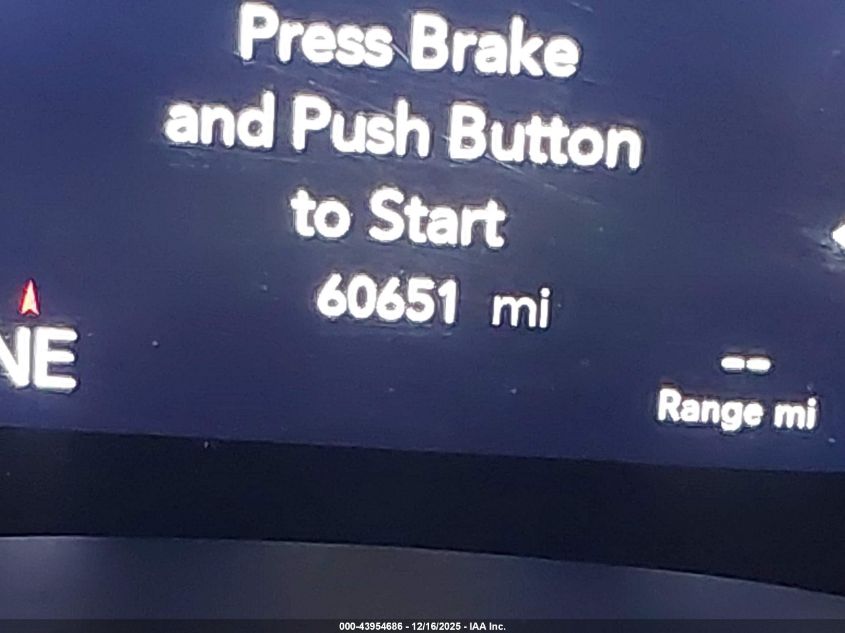 Press Brake
and Push Button
to Start
60651 mi
NE
--
Range mi
000-43954686 - 12/16/2025 - IAA Inc.